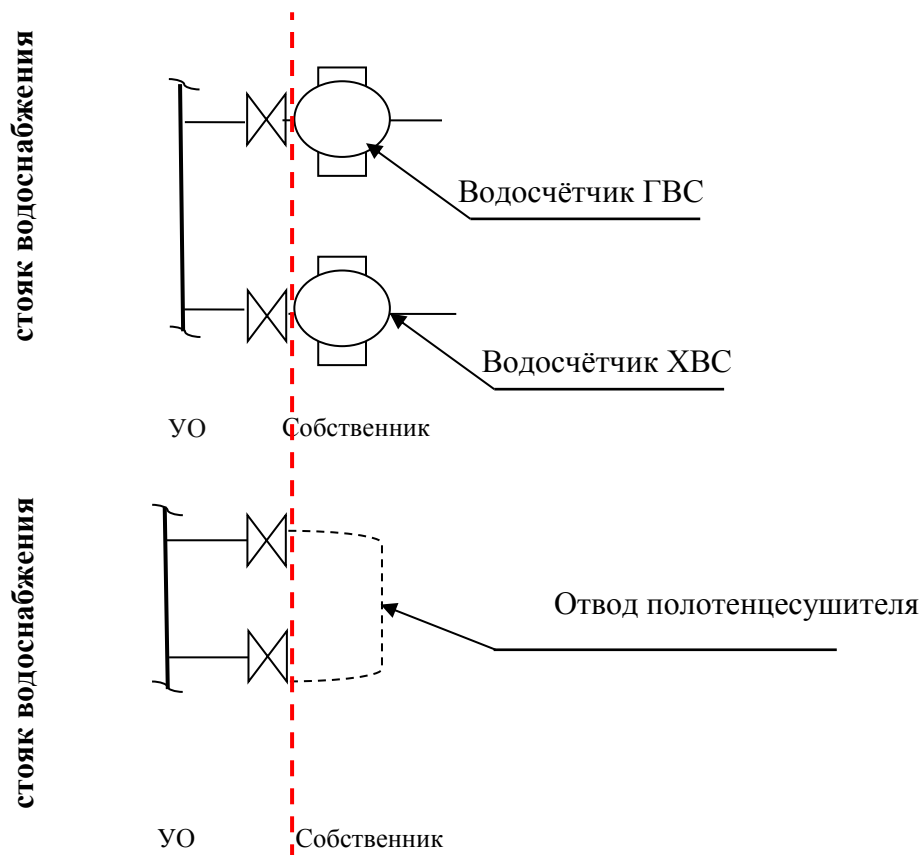 стояк водоснабжения
Водосчётчик ГВС
Водосчётчик ХВС
УО
Собственник
стояк водоснабжения
Отвод полотенцесушителя
УО
Собственник